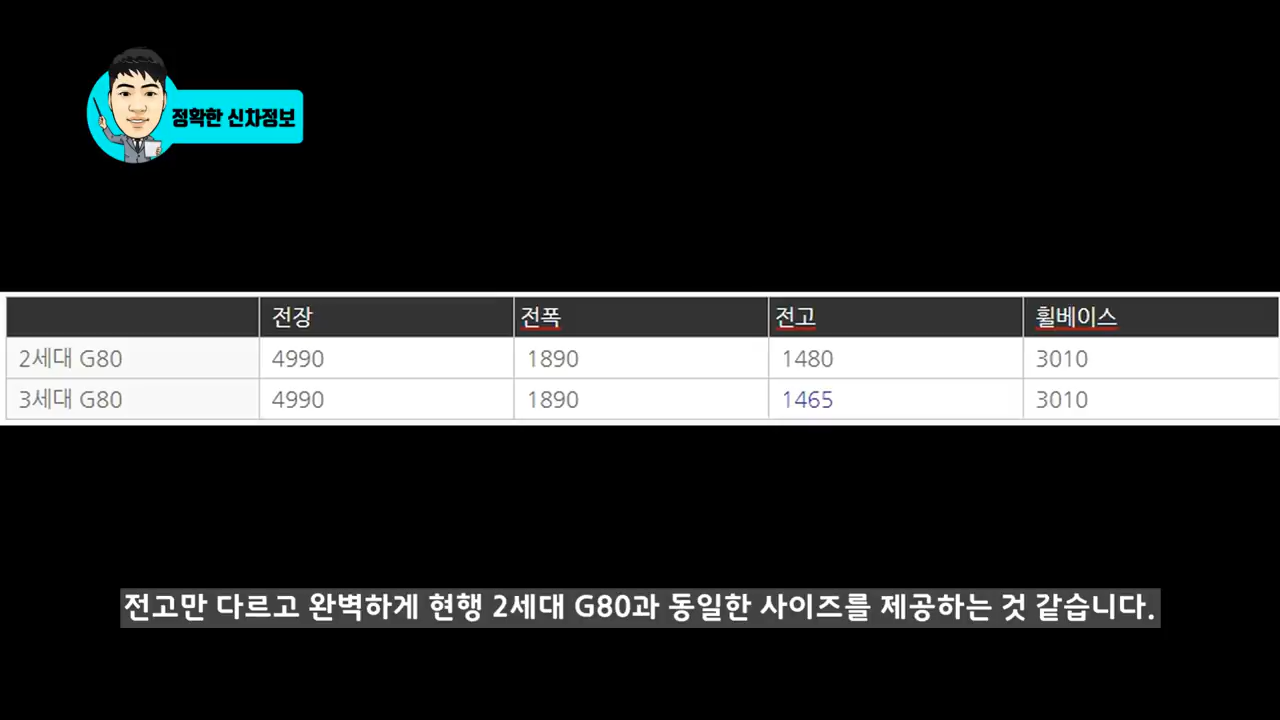 정확한 신차정보
전장 전폭 전고 휠베이스
2세대 G80 4990 1890 1480 3010
3세대 G80 4990 1890 1465 3010
전고만 다르고 완벽하게 현행 2세대 G80과 동일한 사이즈를 제공하는 것 같습니다.